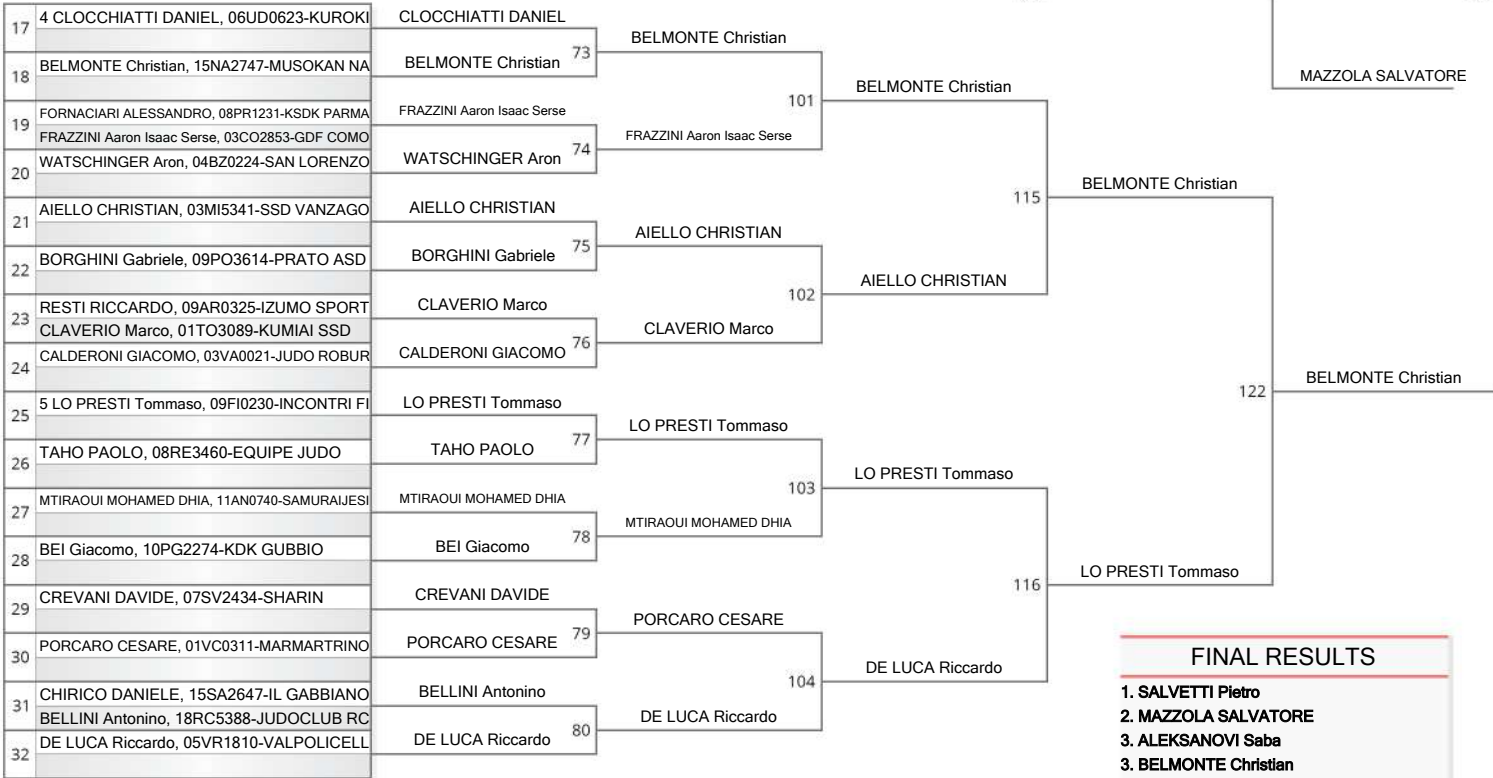 17
4 CLOCCHIATTI DANIEL, 06UD0623-KUROKI
18
BELMONTE Christian, 15NA2747-MUSOKAN NA
19
FORNACIARI ALESSANDRO, 08PR1231-KSDK PARMA
FRAZZINI Aaron Isaac Serse, 03CO2853-GDF COMO
20
WATSCHINGER Aron, 04BZ0224-SAN LORENZO
21
AIELLO CHRISTIAN, 03MI5341-SSD VANZAGO
22
BORGHINI Gabriele, 09PO3614-PRATO ASD
23
RESTI RICCARDO, 09AR0325-IZUMO SPORT
CLAVERIO Marco, 01TO3089-KUMIAI SSD
24
CALDERONI GIACOMO, 03VA0021-JUDO ROBUR
25
5 LO PRESTI Tommaso, 09FI0230-INCONTRI FI
26
TAHO PAOLO, 08RE3460-EQUIPE JUDO
27
MTIRAOUI MOHAMED DHIA, 11AN0740-SAMURAIJESI
28
BEI Giacomo, 10PG2274-KDK GUBBIO
29
CREVANI DAVIDE, 07SV2434-SHARIN
30
PORCARO CESARE, 01VC0311-MARMARTRINO
31
CHIRICO DANIELE, 15SA2647-IL GABBIANO
BELLINI Antonino, 18RC5388-JUDOCLUB RC
32
DE LUCA Riccardo, 05VR1810-VALPOLICELL
CLOCCHIATTI DANIEL
73
BELMONTE Christian
FRAZZINI Aaron Isaac Serse
74
WATSCHINGER Aron
AIELLO CHRISTIAN
75
BORGHINI Gabriele
CLAVERIO Marco
76
CALDERONI GIACOMO
LO PRESTI Tommaso
77
TAHO PAOLO
MTIRAOUI MOHAMED DHIA
78
BEI Giacomo
CREVANI DAVIDE
79
PORCARO CESARE
BELLINI Antonino
80
DE LUCA Riccardo
BELMONTE Christian
101
FRAZZINI Aaron Isaac Serse
AIELLO CHRISTIAN
102
CLAVERIO Marco
LO PRESTI Tommaso
103
MTIRAOUI MOHAMED DHIA
PORCARO CESARE
104
DE LUCA Riccardo
BELMONTE Christian
115
AIELLO CHRISTIAN
LO PRESTI Tommaso
116
DE LUCA Riccardo
BELMONTE Christian
122
LO PRESTI Tommaso
MAZZOLA SALVATORE
BELMONTE Christian
FINAL RESULTS
1. SALVETTI Pietro
2. MAZZOLA SALVATORE
3. ALEKSANOVI Saba
3. BELMONTE Christian